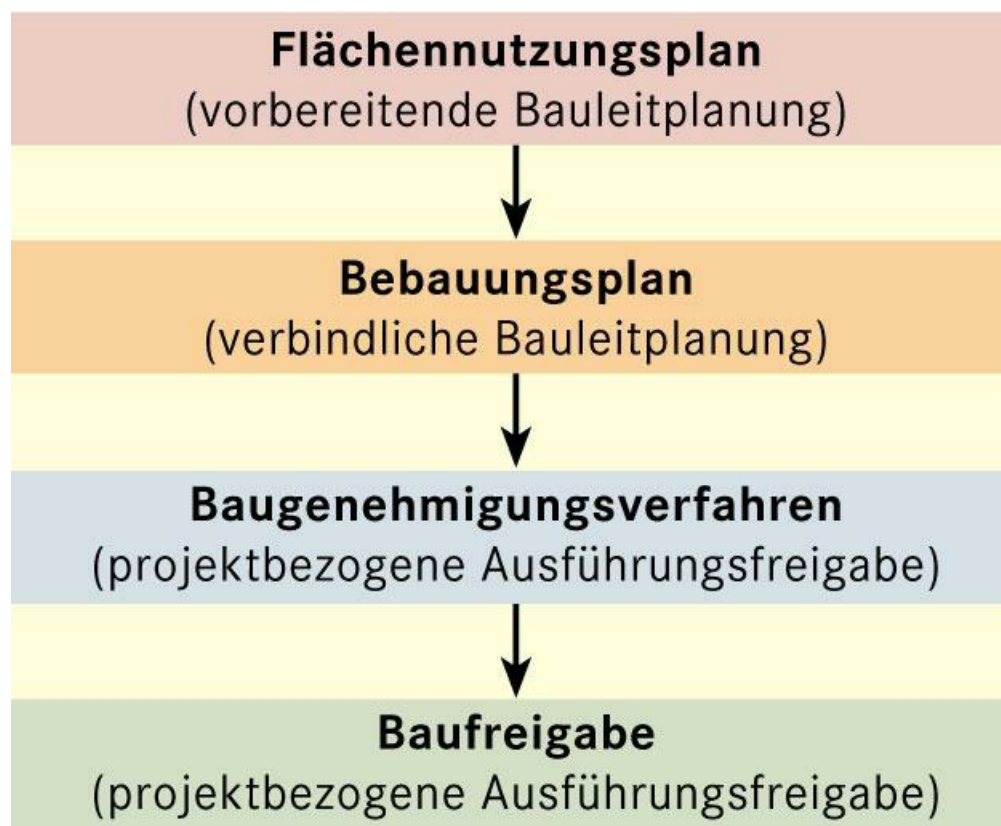 Flächennutzungsplan
(vorbereitende Bauleitplanung)
Bebauungsplan
(verbindliche Bauleitplanung)
Baugenehmigungsverfahren
(projektbezogene Ausführungsfreigabe)
Baufreigabe
(projektbezogene Ausführungsfreigabe)